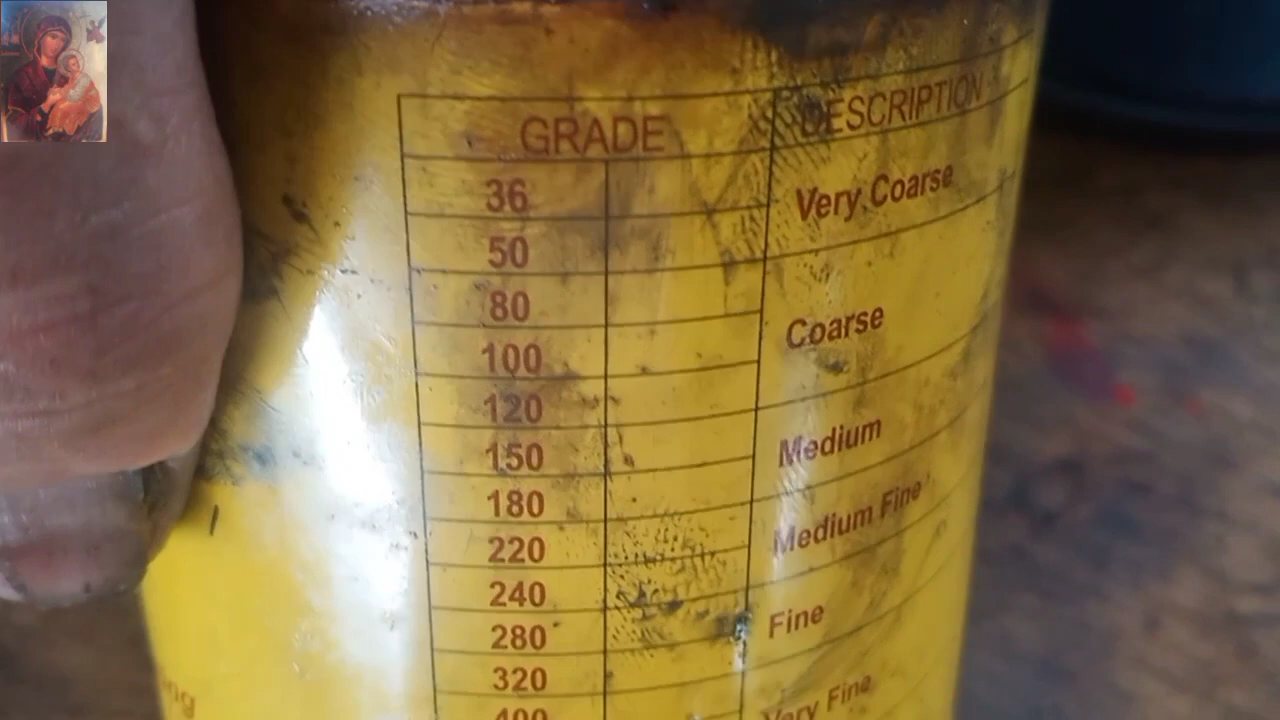 GRADE DESCRIPTION
36 Very Coarse
50
80
100 Coarse
120
150 Medium
180
220 Medium Fine
240
280 Fine
320
400 Very Fine